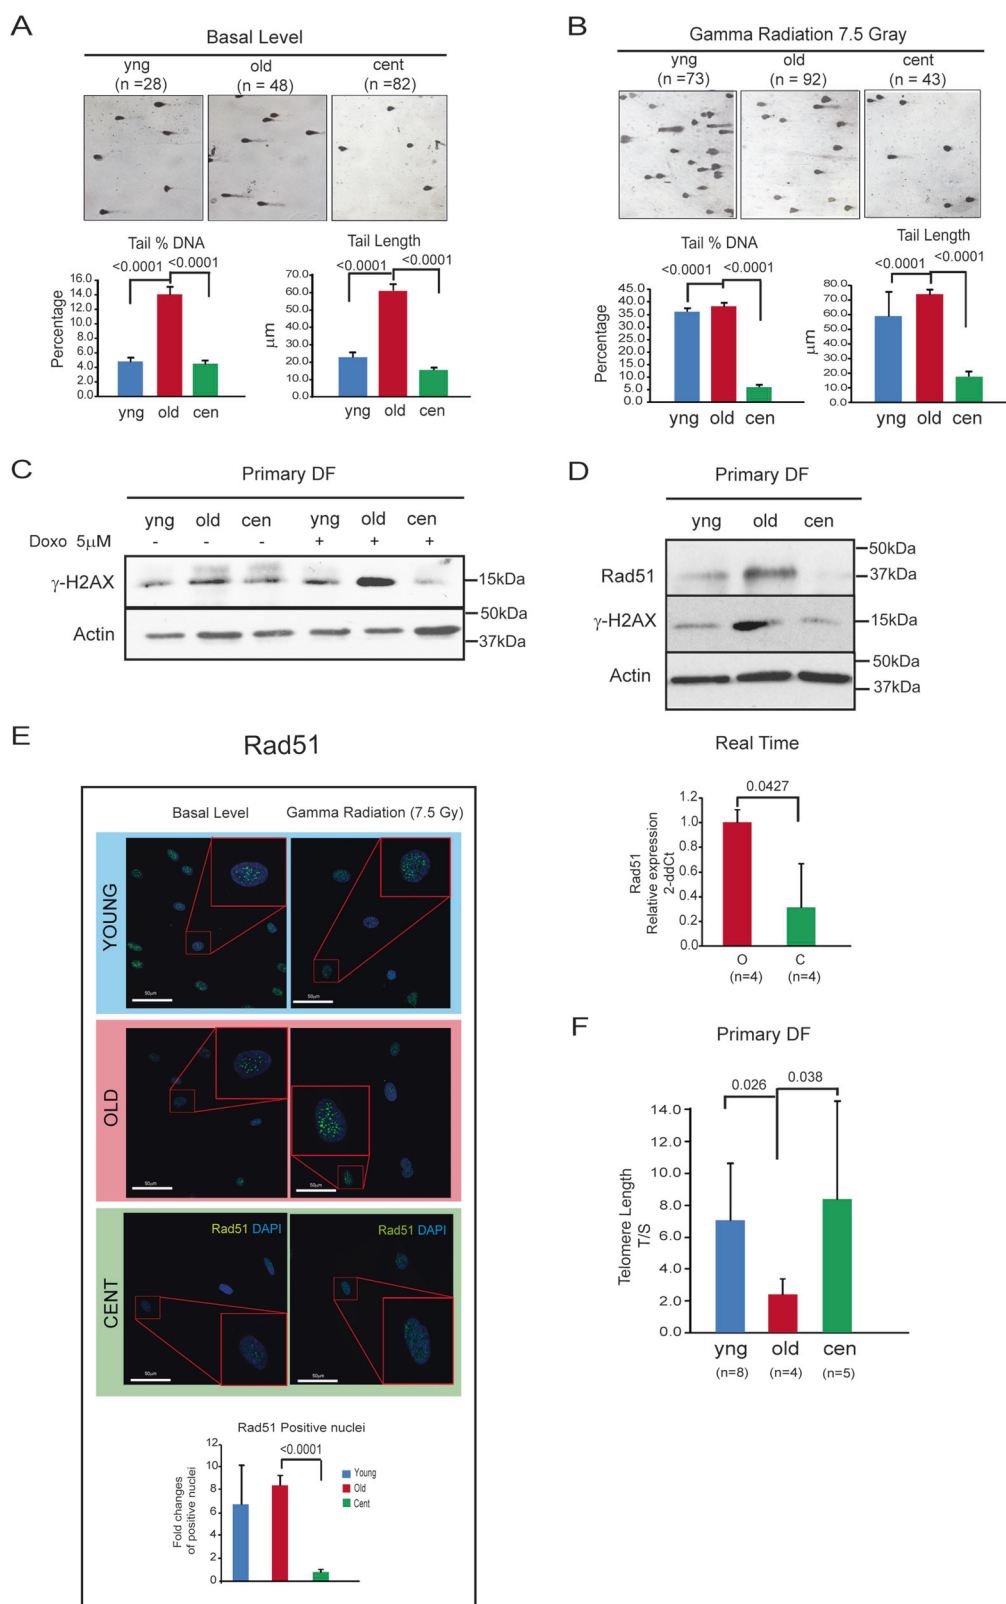 A
Basal Level
yng
old
cent
(n =28)
(n = 48)
(n =82)
Tail % DNA
<0.0001
<0.0001
Percentage
16.0
14.0
12.0
10.0
8.0
6.0
4.0
2.0
0.0
yng
old
cen
Tail Length
<0.0001
<0.0001
μm
70.0
60.0
50.0
40.0
30.0
20.0
10.0
0.0
yng
old
cen
B
Gamma Radiation 7.5 Gray
yng
old
cent
(n =73)
(n = 92)
(n = 43)
Tail % DNA
<0.0001
<0.0001
Percentage
45.0
40.0
35.0
30.0
25.0
20.0
15.0
10.0
5.0
0.0
yng
old
cen
Tail Length
<0.0001
<0.0001
μm
80.0
70.0
60.0
50.0
40.0
30.0
20.0
10.0
0.0
yng
old
cen
C
Primary DF
yng
old
cen
yng
old
cen
Doxo 5μM
-
-
-
+
+
+
γ-H2AX
15kDa
50kDa
Actin
37kDa
D
Primary DF
yng
old
cen
50kDa
Rad51
37kDa
γ-H2AX
15kDa
50kDa
Actin
37kDa
Real Time
0.0427
Rad51
Relative expression
2-ddCt
1.2
1.0
0.8
0.6
0.4
0.2
0.0
O
C
(n=4)
(n=4)
E
Rad51
Basal Level
Gamma Radiation (7.5 Gy)
YOUNG
50μm
50μm
OLD
50μm
50μm
CENT
Rad51 DAPI
Rad51 DAPI
50μm
50μm
Rad51 Positive nuclei
<0.0001
Fold changes
of positive nuclei
12
10
8
6
4
2
0
Young
Old
Cent
F
Primary DF
0.026
0.038
Telomere Length
T/S
14.0
12.0
10.0
8.0
6.0
4.0
2.0
0.0
yng
old
cen
(n=8)
(n=4)
(n=5)